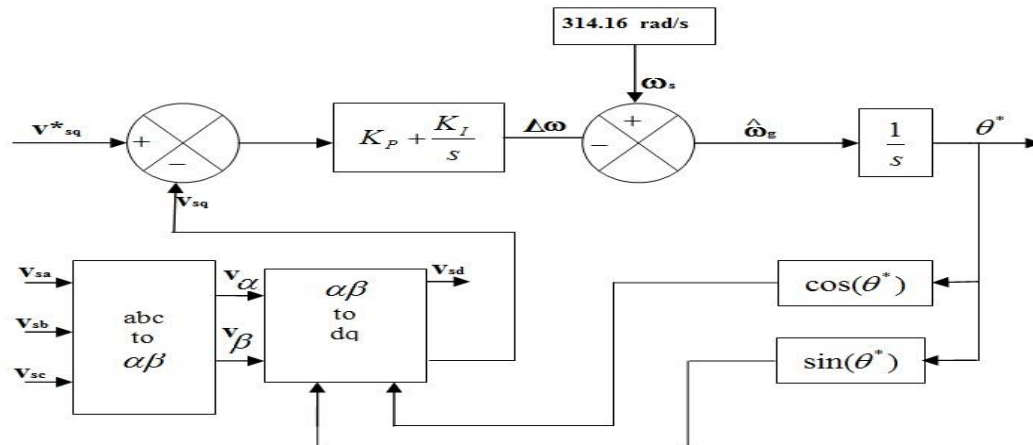 314.16 rad/s
ωs
v*sq
+
−
KP + KI/s
Δω
+
−
ω̂g
1/s
θ*
vsq
vsa
vsb
vsc
abc
to
αβ
vα
vβ
αβ
to
dq
vsd
cos(θ*)
sin(θ*)